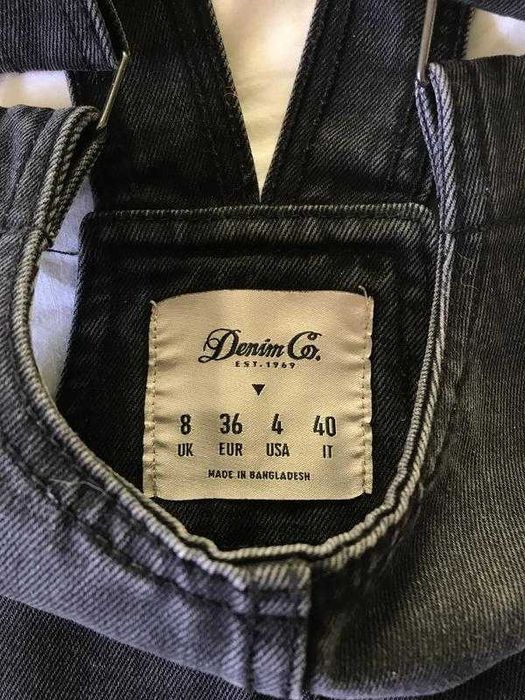 Denim Co.
EST. 1969
8 36 4 40
UK EUR USA IT
MADE IN BANGLADESH